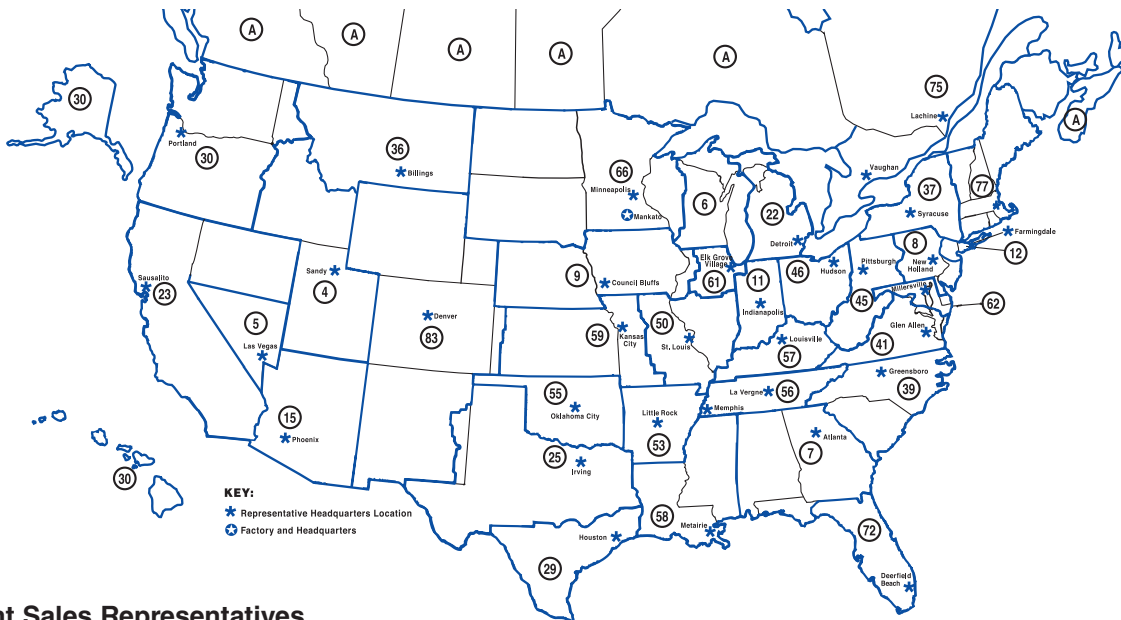 A
A
A
A
A
30
75
Lachine
A
Portland
30
36
Billings
66
Minneapolis
Mankato
6
22
Detroit
Vaughan
37
Syracuse
77
Farmingdale
12
8
New
Holland
Pittsburgh
Hudson
46
Elk Grove
Village
61
11
Indianapolis
9
Council Bluffs
Sandy
4
Sausalito
23
5
Las Vegas
Denver
83
59
Kansas
City
50
St. Louis
Louisville
57
45
Millersville
62
Glen Allen
41
Greensboro
39
La Vergne
56
Memphis
55
Oklahoma City
Little Rock
53
15
Phoenix
25
Irving
7
Atlanta
30
KEY:
Representative Headquarters Location
Factory and Headquarters
58
Metairie
Houston
29
72
Deerfield
Beach
Sales Representatives